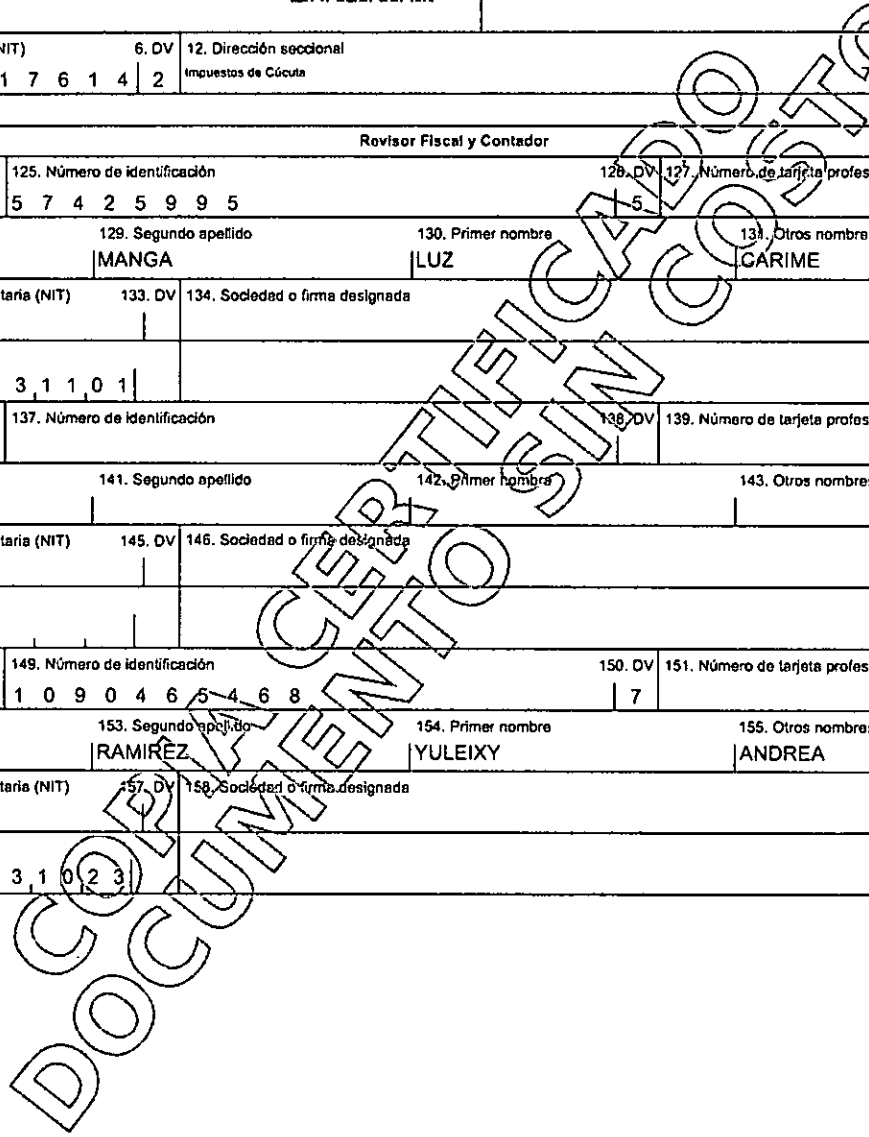 NIT) 6. DV 12. Dirección seccional
1 7 6 1 4 2 Impuestos de Cúcuta
Revisor Fiscal y Contador
125. Número de identificación 126. DV 127. Número de tarjeta profes
5 7 4 2 5 9 9 5 5
129. Segundo apellido 130. Primer nombre 131. Otros nombre
MANGA LUZ CARIME
taria (NIT) 133. DV 134. Sociedad o firma designada
3 1 1 0 1
137. Número de identificación 138. DV 139. Número de tarjeta profes
141. Segundo apellido 142. Primer nombre 143. Otros nombres
taria (NIT) 145. DV 146. Sociedad o firma designada
149. Número de identificación 150. DV 151. Número de tarjeta profes
1 0 9 0 4 6 5 4 6 8 7
153. Segundo apellido 154. Primer nombre 155. Otros nombres
RAMIREZ YULEIXY ANDREA
taria (NIT) 157. DV 158. Sociedad o firma designada
3 1 0 2 3
COPIA CERTIFICADO
DOCUMENTO SIN COSTO